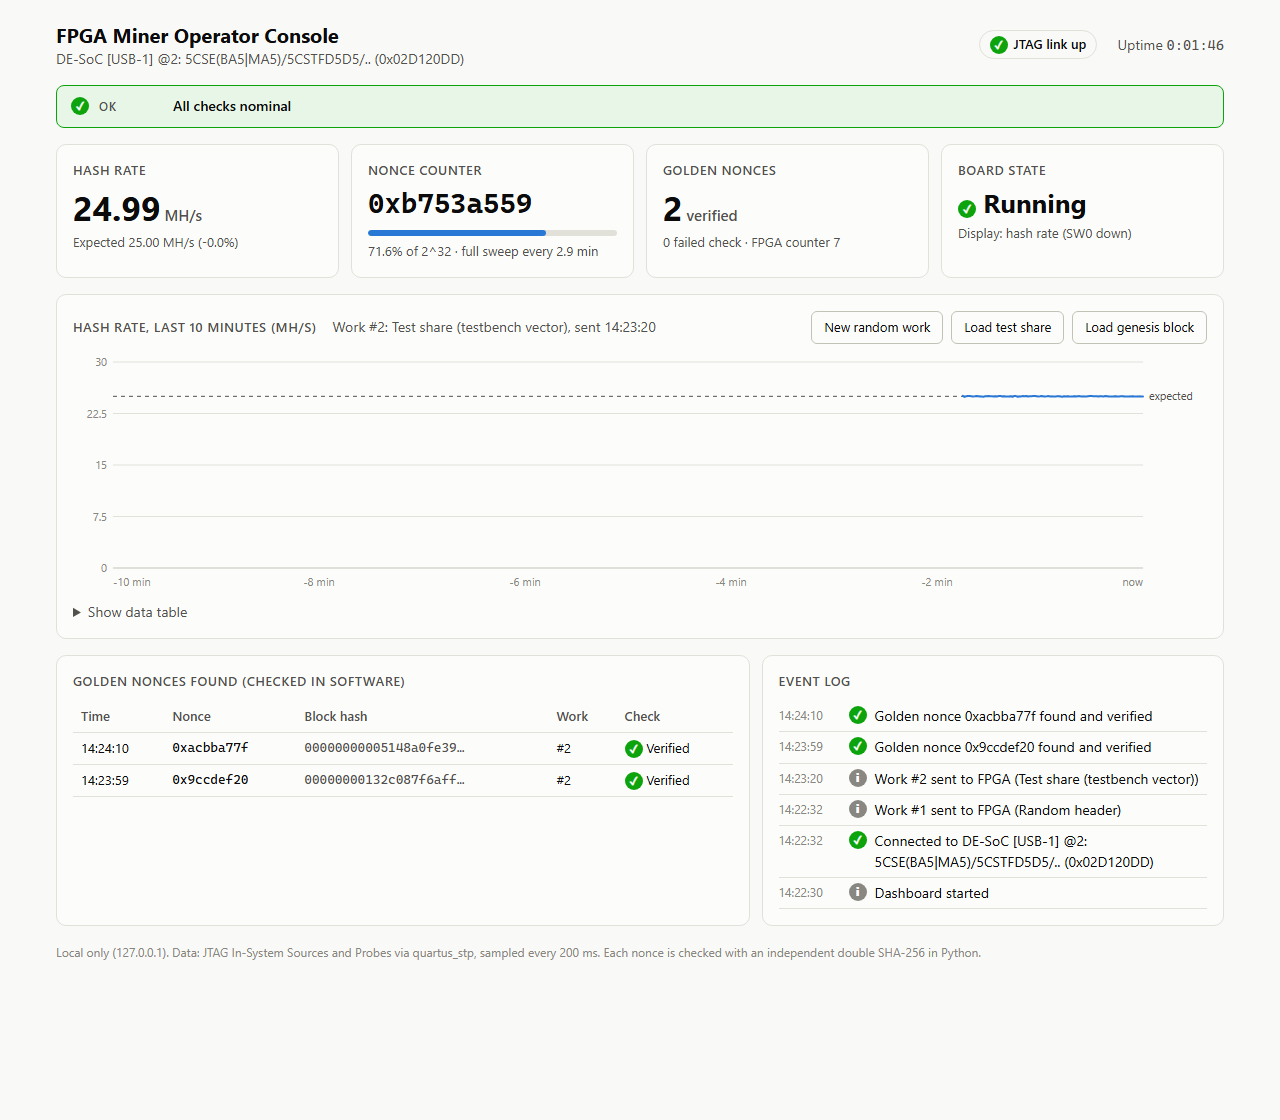 FPGA Miner Operator Console
DE-SoC [USB-1] @2: 5CSE(BA5|MA5)/5CSTFD5D5/.. (0x02D120DD)
JTAG link up
Uptime 0:01:46
OK All checks nominal
HASH RATE
24.99 MH/s
Expected 25.00 MH/s (-0.0%)
NONCE COUNTER
0xb753a559
71.6% of 2^32 · full sweep every 2.9 min
GOLDEN NONCES
2 verified
0 failed check · FPGA counter 7
BOARD STATE
Running
Display: hash rate (SW0 down)
HASH RATE, LAST 10 MINUTES (MH/S) Work #2: Test share (testbench vector), sent 14:23:20
New random work
Load test share
Load genesis block
30
expected
22.5
15
7.5
0
-10 min -8 min -6 min -4 min -2 min now
Show data table
GOLDEN NONCES FOUND (CHECKED IN SOFTWARE)
Time Nonce Block hash Work Check
14:24:10 0xacbba77f 00000000005148a0fe39… #2 Verified
14:23:59 0x9ccdef20 00000000132c087f6aff… #2 Verified
EVENT LOG
14:24:10 Golden nonce 0xacbba77f found and verified
14:23:59 Golden nonce 0x9ccdef20 found and verified
14:23:20 Work #2 sent to FPGA (Test share (testbench vector))
14:22:32 Work #1 sent to FPGA (Random header)
14:22:32 Connected to DE-SoC [USB-1] @2:
5CSE(BA5|MA5)/5CSTFD5D5/.. (0x02D120DD)
14:22:30 Dashboard started
Local only (127.0.0.1). Data: JTAG In-System Sources and Probes via quartus_stp, sampled every 200 ms. Each nonce is checked with an independent double SHA-256 in Python.